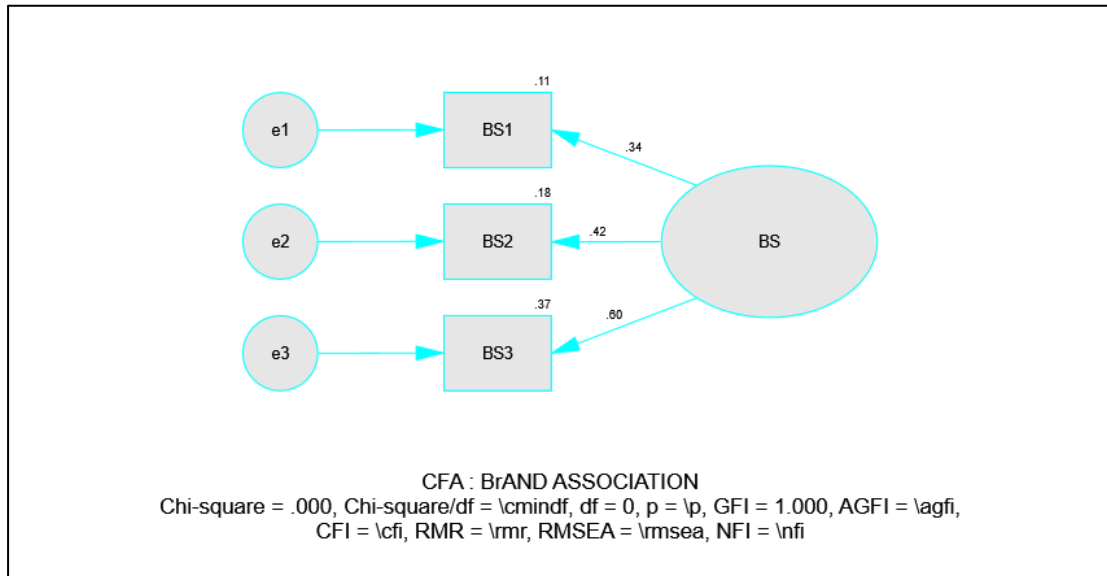 .11
e1
BS1
.34
.18
e2
BS2
.42
BS
.37
.60
e3
BS3
CFA : BrAND ASSOCIATION
Chi-square = .000, Chi-square/df = \cmindf, df = 0, p = \p, GFI = 1.000, AGFI = \agfi,
CFI = \cfi, RMR = \rmr, RMSEA = \rmsea, NFI = \nfi